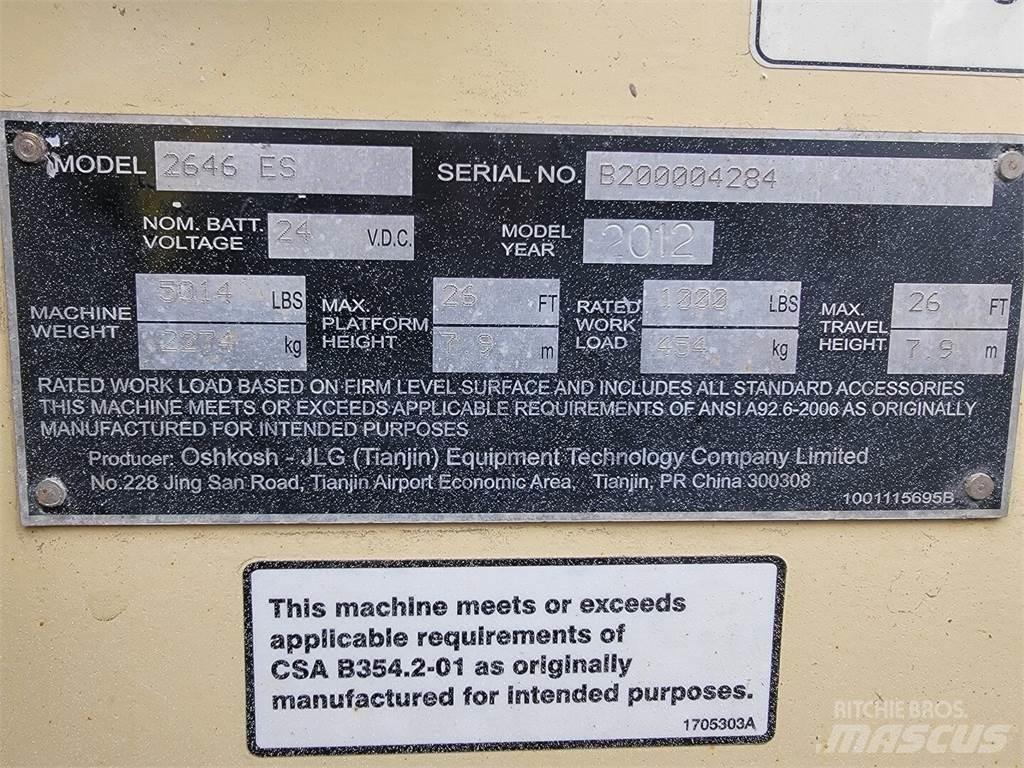 MODEL 2646 ES SERIAL NO. B200004284
NOM. BATT. VOLTAGE 24 V.D.C. MODEL YEAR 2012
MACHINE WEIGHT 5014 LBS 2274 kg MAX. PLATFORM HEIGHT 26 FT 7.9 m RATED WORK LOAD 1000 LBS 454 kg MAX. TRAVEL HEIGHT 26 FT 7.9 m
RATED WORK LOAD BASED ON FIRM LEVEL SURFACE AND INCLUDES ALL STANDARD ACCESSORIES
THIS MACHINE MEETS OR EXCEEDS APPLICABLE REQUIREMENTS OF ANSI A92.6-2006 AS ORIGINALLY
MANUFACTURED FOR INTENDED PURPOSES
Producer: Oshkosh - JLG (Tianjin) Equipment Technology Company Limited
No.228 Jing San Road, Tianjin Airport Economic Area, Tianjin, PR China 300308
1001115695B
This machine meets or exceeds
applicable requirements of
CSA B354.2-01 as originally
manufactured for intended purposes.
1705303A
RITCHIE BROS.
MASCUS